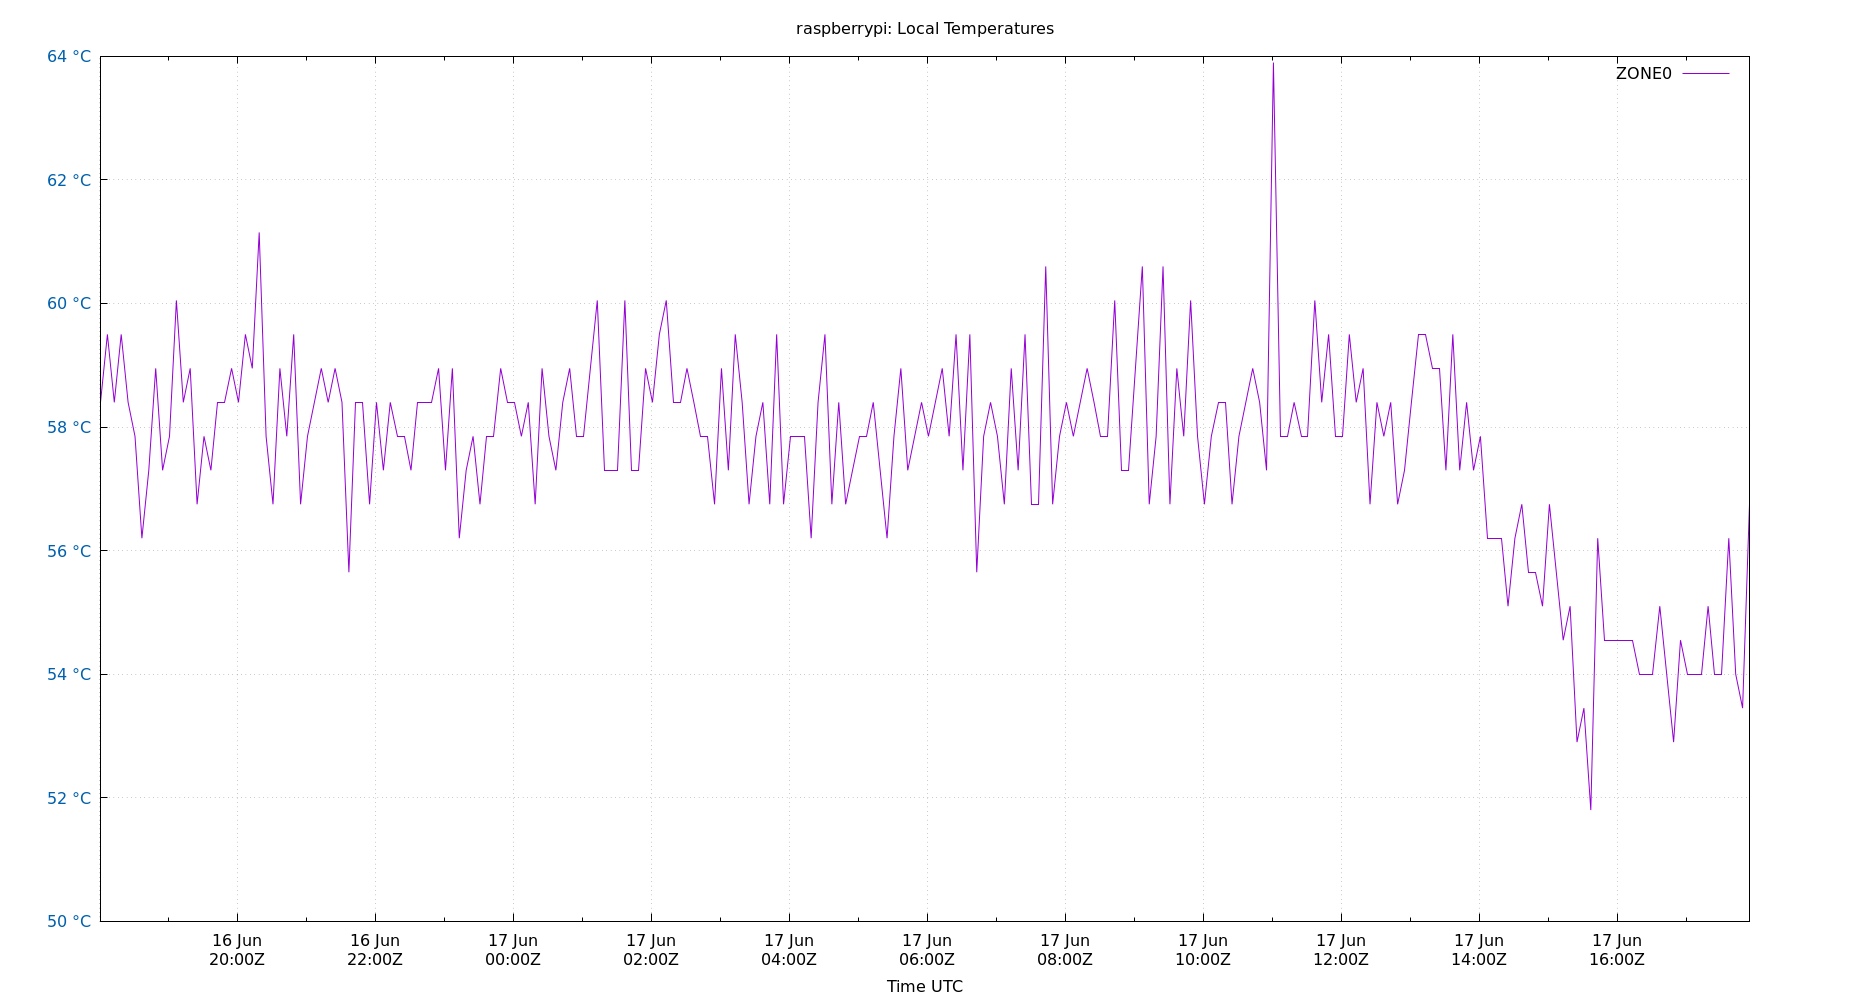 raspberrypi: Local Temperatures
64 °C
ZONE0
62 °C
60 °C
58 °C
56 °C
54 °C
52 °C
50 °C
16 Jun 16 Jun 17 Jun 17 Jun 17 Jun 17 Jun 17 Jun 17 Jun 17 Jun 17 Jun 17 Jun
20:00Z 22:00Z 00:00Z 02:00Z 04:00Z 06:00Z 08:00Z 10:00Z 12:00Z 14:00Z 16:00Z
Time UTC